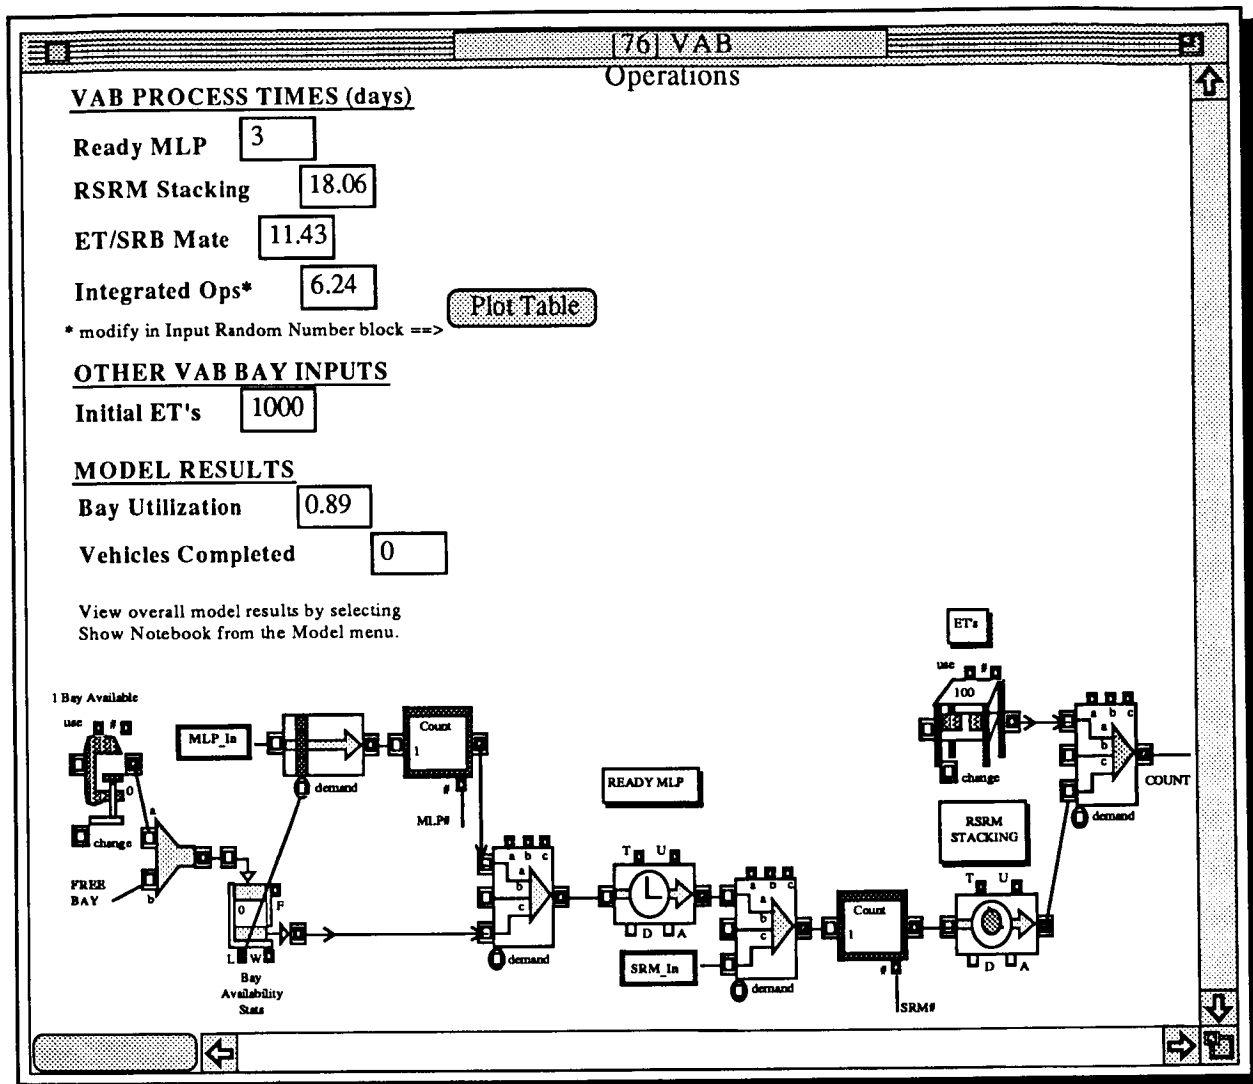 [76] VAB
Operations
VAB PROCESS TIMES (days)
Ready MLP 3
RSRM Stacking 18.06
ET/SRB Mate 11.43
Integrated Ops* 6.24
Plot Table
* modify in Input Random Number block ==>
OTHER VAB BAY INPUTS
Initial ET's 1000
MODEL RESULTS
Bay Utilization 0.89
Vehicles Completed 0
View overall model results by selecting
Show Notebook from the Model menu.
1 Bay Available
use #
0
change
a
b
FREE
BAY
MLP_In
demand
Count
1
#
MLP#
0
F
L W
Bay
Availability
Stats
a b c
a
b
c
demand
READY MLP
T U
D A
SRM_In
a b c
a
b
c
demand
Count
1
#
SRM#
RSRM
STACKING
T U
D A
ET's
use #
100
change
a b c
a
b
c
demand
COUNT